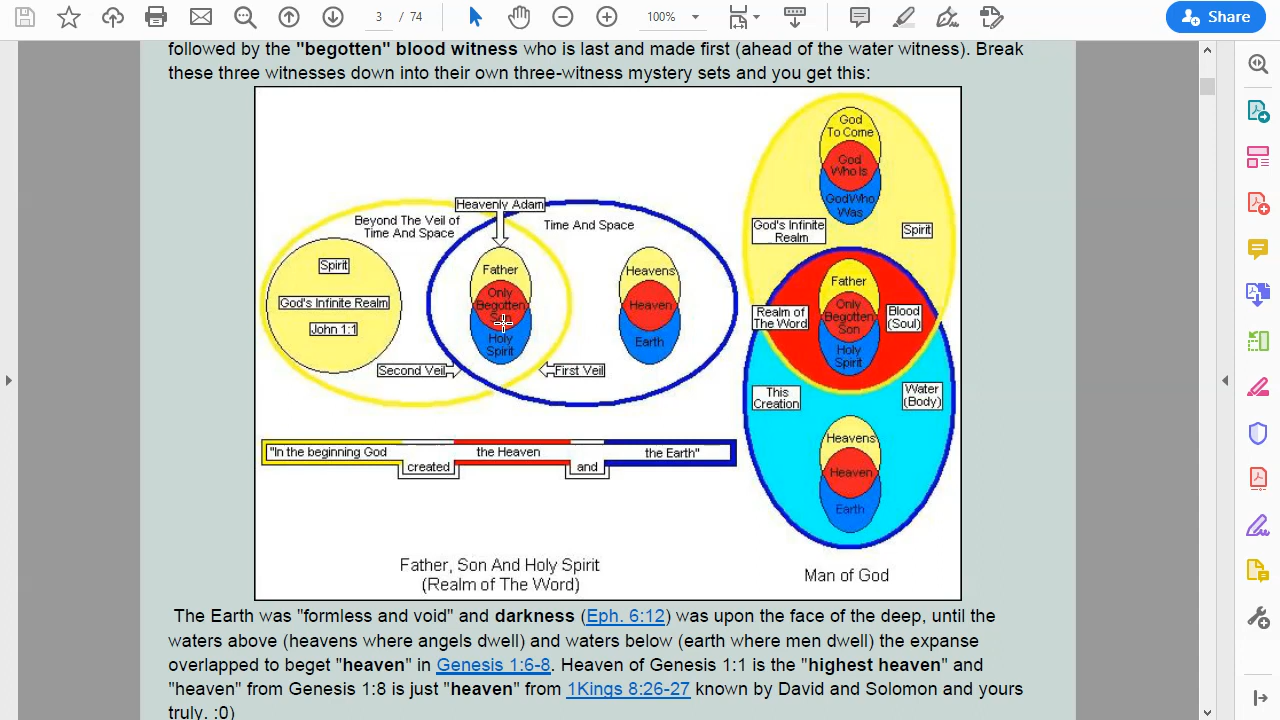 3 / 74
100%
Share
followed by the "begotten" blood witness who is last and made first (ahead of the water witness). Break
these three witnesses down into their own three-witness mystery sets and you get this:
God
To Come
God
Who Is
God Who
Was
God's Infinite
Realm
Spirit
Heavenly Adam
Beyond The Veil of
Time And Space
Time And Space
Spirit
God's Infinite Realm
John 1:1
Father
Only
Begotten
Holy
Spirit
Heavens
Heaven
Earth
Second Veil
First Veil
Father
Only
Begotten
Son
Holy
Spirit
Realm of
The Word
Blood
(Soul)
This
Creation
Water
(Body)
Heavens
Heaven
Earth
"In the beginning God
created
the Heaven
and
the Earth"
Father, Son And Holy Spirit
(Realm of The Word)
Man of God
The Earth was "formless and void" and darkness (Eph. 6:12) was upon the face of the deep, until the
waters above (heavens where angels dwell) and waters below (earth where men dwell) the expanse
overlapped to beget "heaven" in Genesis 1:6-8. Heaven of Genesis 1:1 is the "highest heaven" and
"heaven" from Genesis 1:8 is just "heaven" from 1Kings 8:26-27 known by David and Solomon and yours
truly. :0)